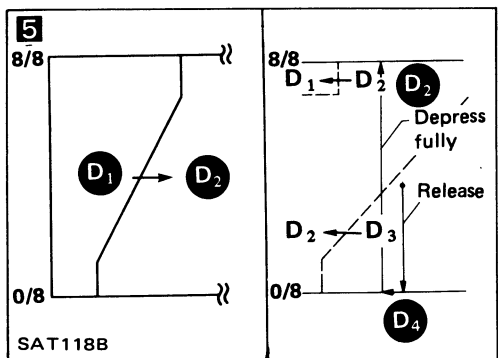 5
8/8
D1 → D2
0/8
SAT118B
8/8
D1 ← D2
D2
Depress
fully
Release
D2 ← D3
0/8
D4